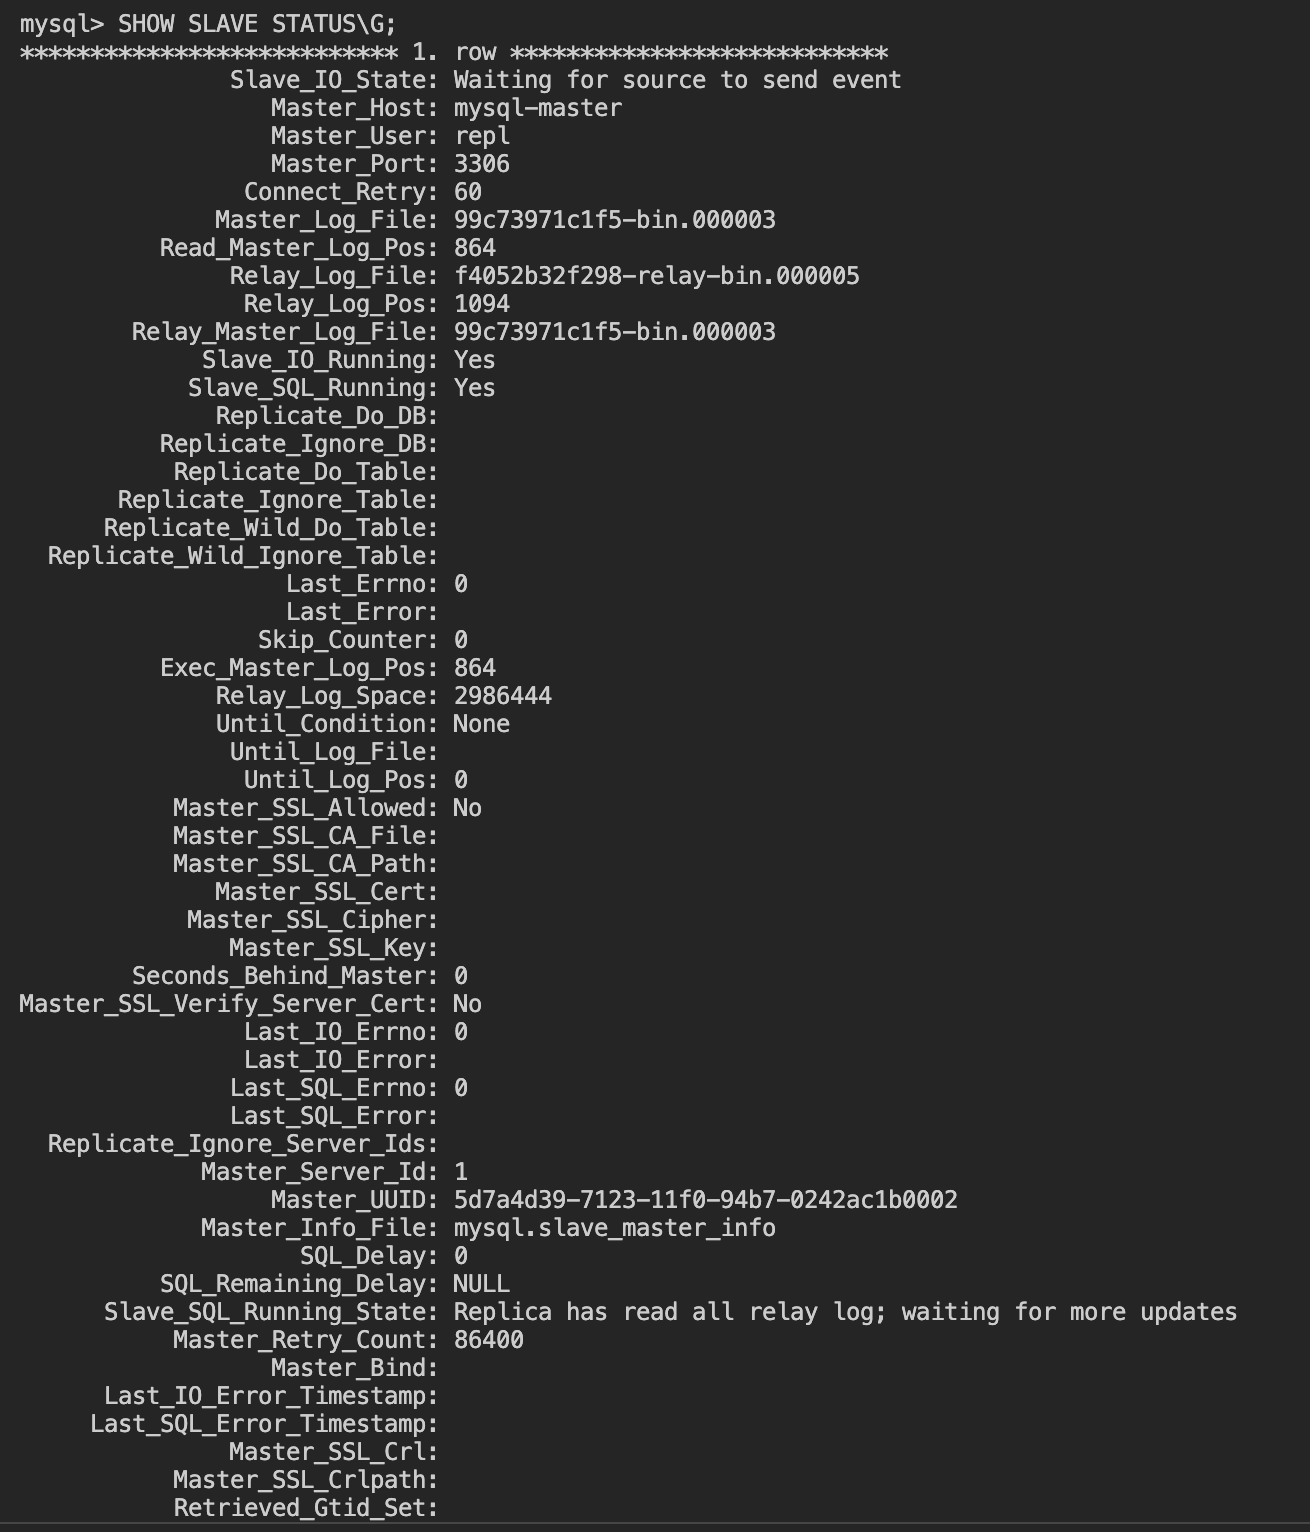 mysql> SHOW SLAVE STATUS\G;
*************************** 1. row ***************************
Slave_IO_State: Waiting for source to send event
Master_Host: mysql-master
Master_User: repl
Master_Port: 3306
Connect_Retry: 60
Master_Log_File: 99c73971c1f5-bin.000003
Read_Master_Log_Pos: 864
Relay_Log_File: f4052b32f298-relay-bin.000005
Relay_Log_Pos: 1094
Relay_Master_Log_File: 99c73971c1f5-bin.000003
Slave_IO_Running: Yes
Slave_SQL_Running: Yes
Replicate_Do_DB:
Replicate_Ignore_DB:
Replicate_Do_Table:
Replicate_Ignore_Table:
Replicate_Wild_Do_Table:
Replicate_Wild_Ignore_Table:
Last_Errno: 0
Last_Error:
Skip_Counter: 0
Exec_Master_Log_Pos: 864
Relay_Log_Space: 2986444
Until_Condition: None
Until_Log_File:
Until_Log_Pos: 0
Master_SSL_Allowed: No
Master_SSL_CA_File:
Master_SSL_CA_Path:
Master_SSL_Cert:
Master_SSL_Cipher:
Master_SSL_Key:
Seconds_Behind_Master: 0
Master_SSL_Verify_Server_Cert: No
Last_IO_Errno: 0
Last_IO_Error:
Last_SQL_Errno: 0
Last_SQL_Error:
Replicate_Ignore_Server_Ids:
Master_Server_Id: 1
Master_UUID: 5d7a4d39-7123-11f0-94b7-0242ac1b0002
Master_Info_File: mysql.slave_master_info
SQL_Delay: 0
SQL_Remaining_Delay: NULL
Slave_SQL_Running_State: Replica has read all relay log; waiting for more updates
Master_Retry_Count: 86400
Master_Bind:
Last_IO_Error_Timestamp:
Last_SQL_Error_Timestamp:
Master_SSL_Crl:
Master_SSL_Crlpath:
Retrieved_Gtid_Set: